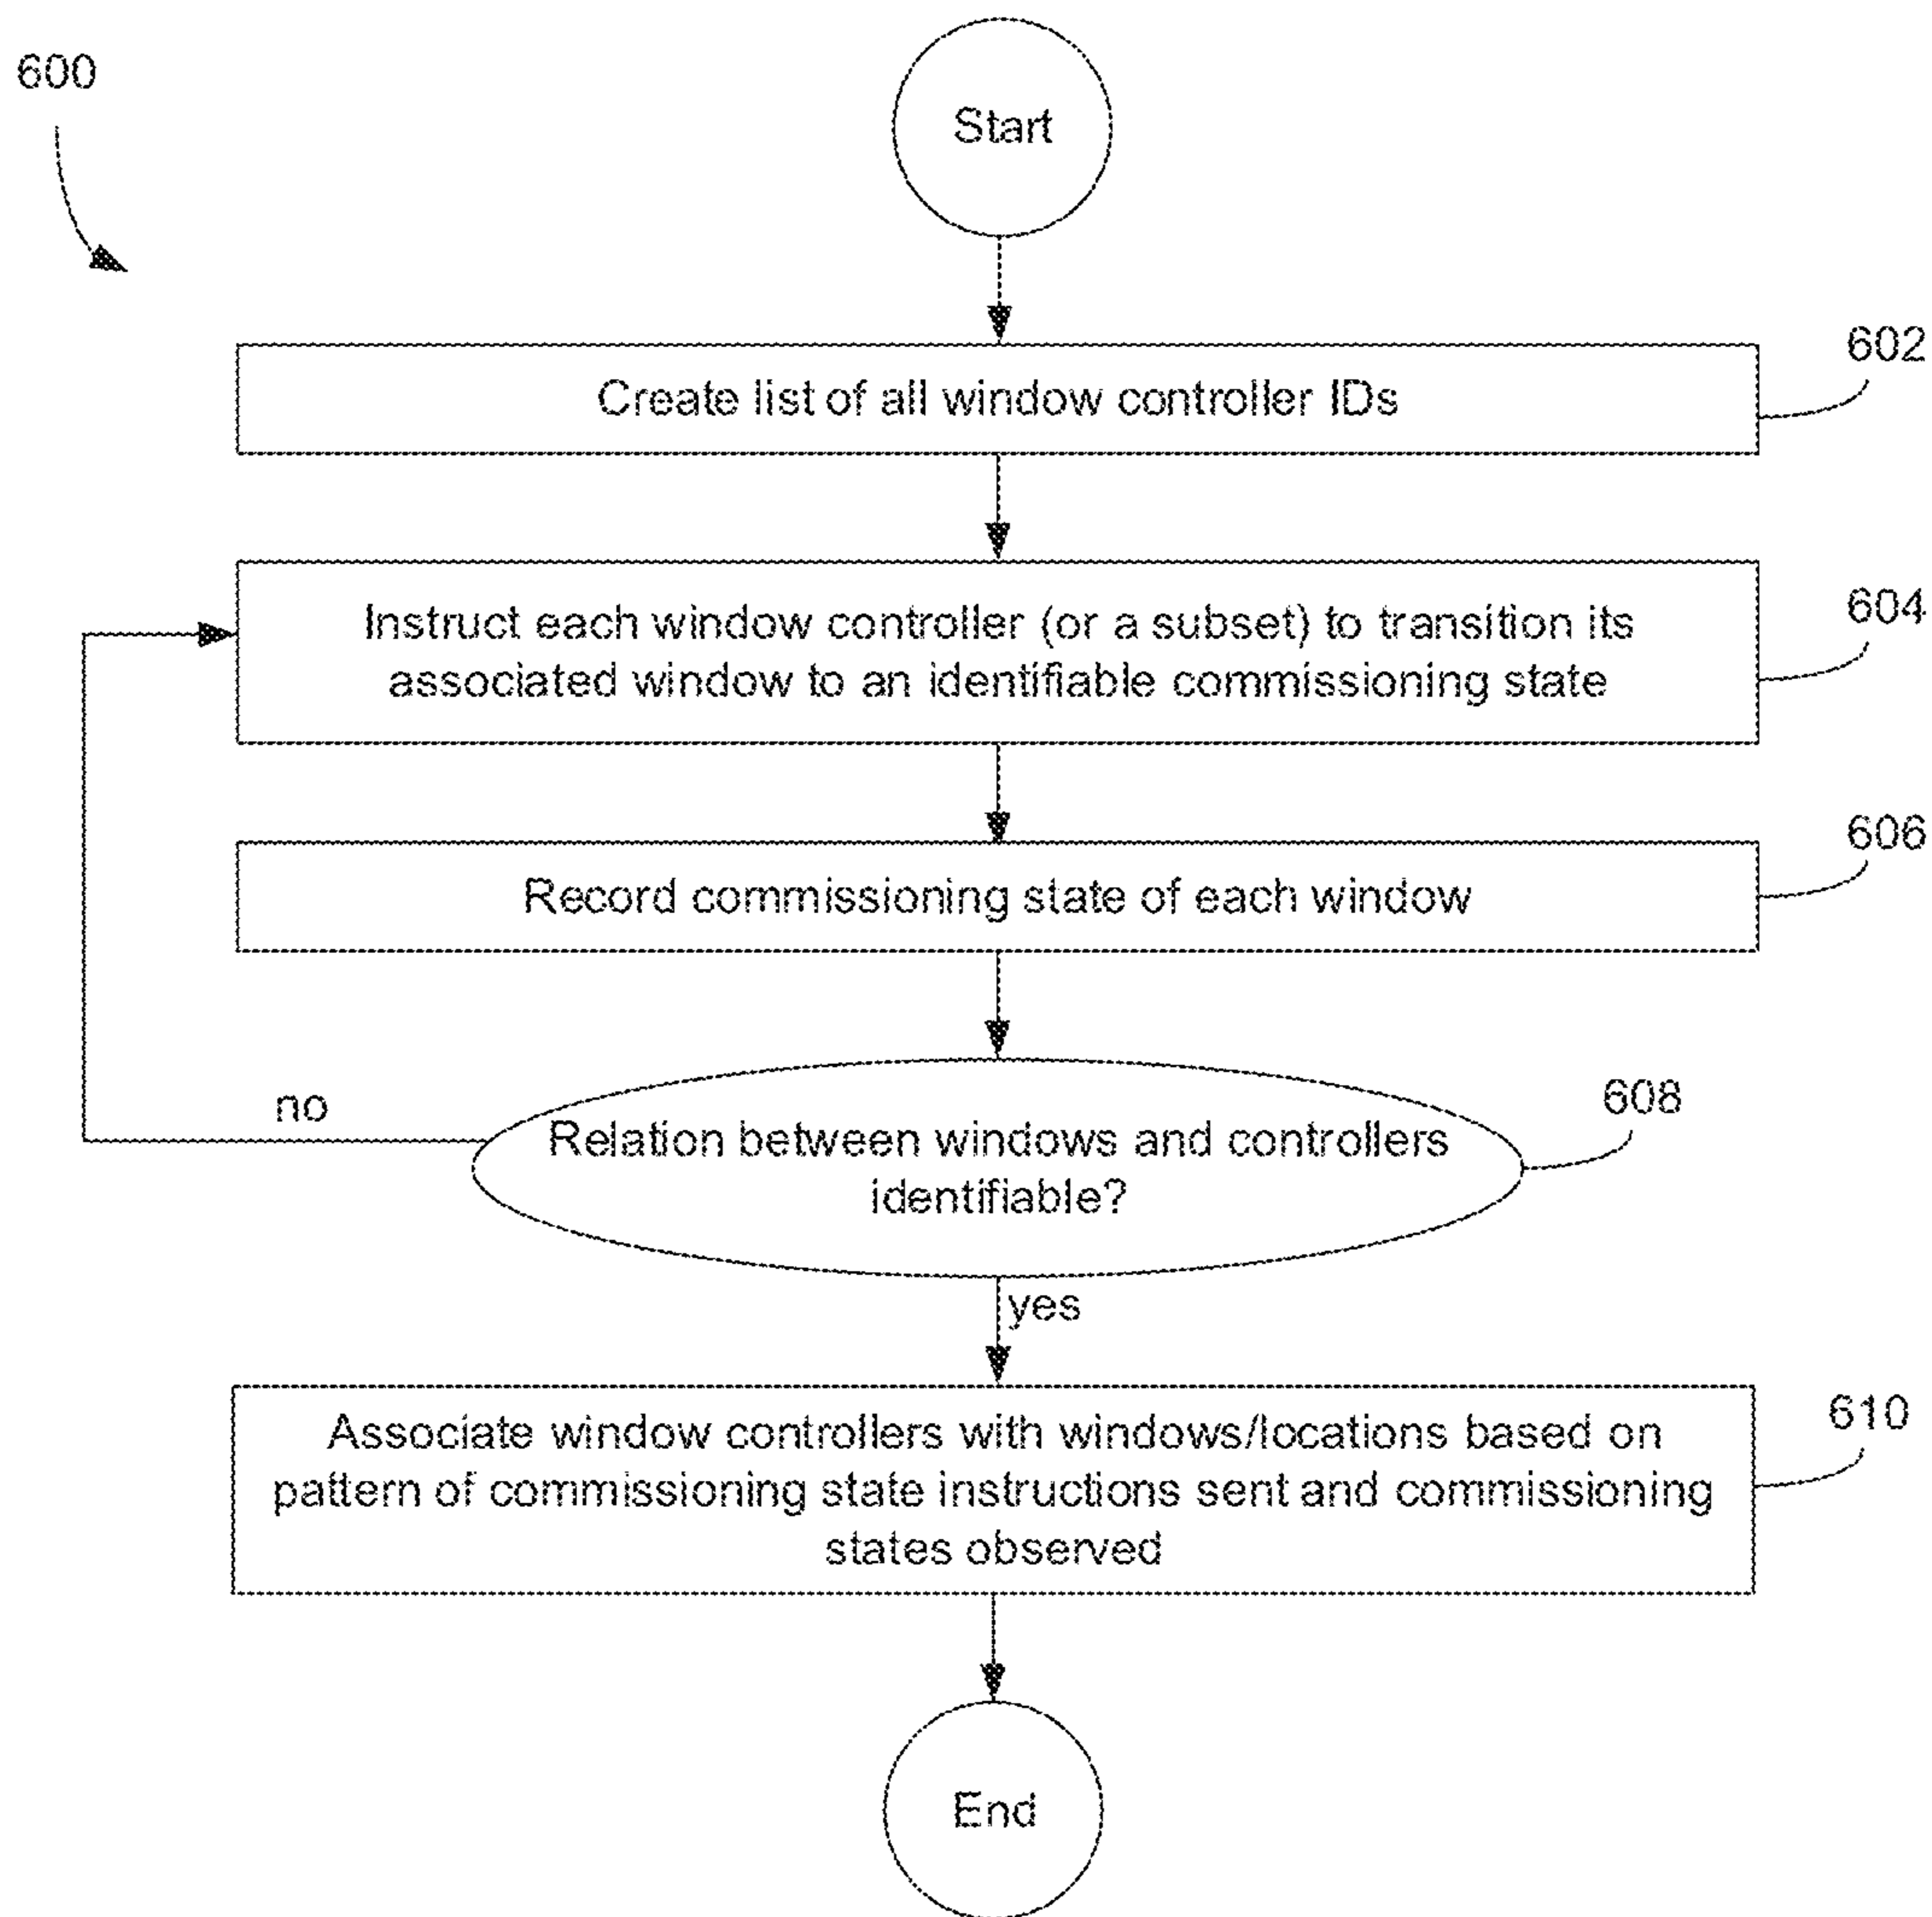 600
Start
602
Create list of all window controller IDs
604
Instruct each window controller (or a subset) to transition its
associated window to an identifiable commissioning state
606
Record commissioning state of each window
no
608
Relation between windows and controllers
identifiable?
yes
610
Associate window controllers with windows/locations based on
pattern of commissioning state instructions sent and commissioning
states observed
End